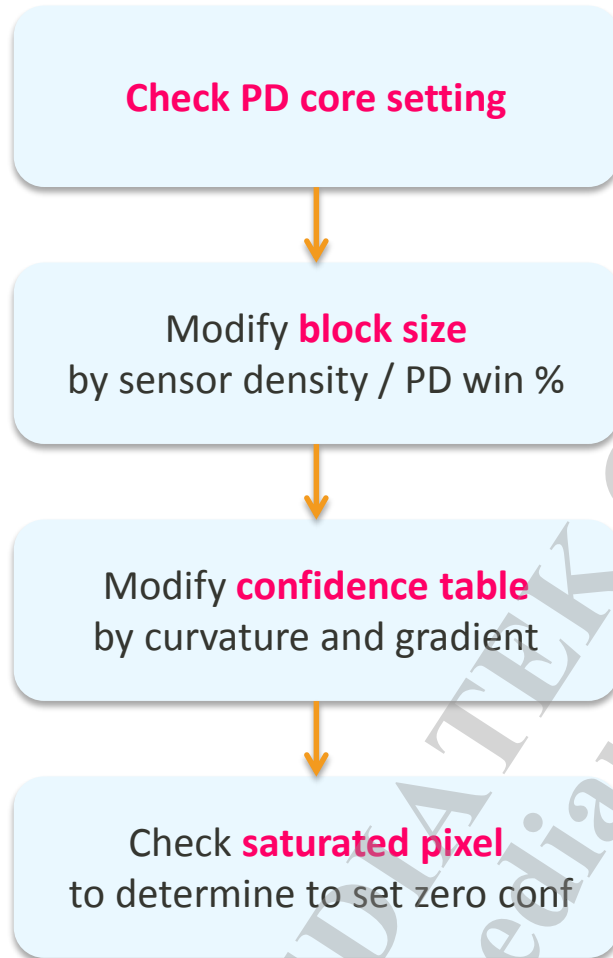 Check PD core setting
Modify block size
by sensor density / PD win %
Modify confidence table
by curvature and gradient
Check saturated pixel
to determine to set zero conf